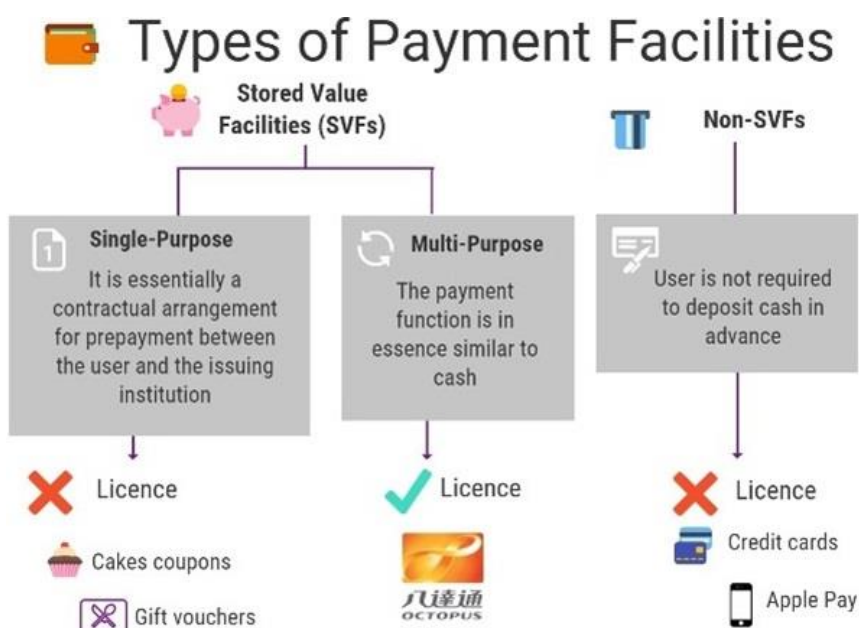 Types of Payment Facilities
Stored Value
Facilities (SVFs)
Non-SVFs
1
Single-Purpose
It is essentially a
contractual arrangement
for prepayment between
the user and the issuing
institution
Multi-Purpose
The payment
function is in
essence similar to
cash
User is not required
to deposit cash in
advance
Licence
Licence
Licence
Cakes coupons
Gift vouchers
八達通
OCTOPUS
Credit cards
Apple Pay